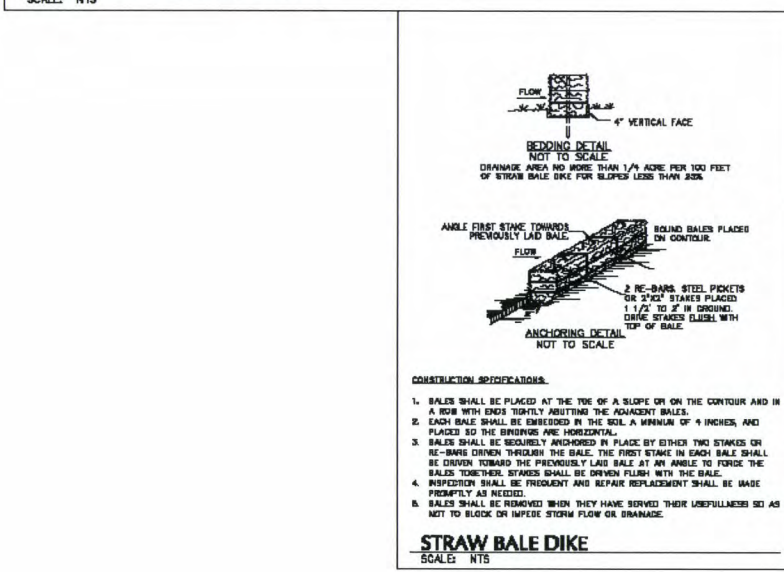 SCALE: NTS
FLOW
4" VERTICAL FACE
BEDDING DETAIL
NOT TO SCALE
DRAINAGE AREA NO MORE THAN 1/4 ACRE PER 100 FEET
OF STRAW BALE DIKE FOR SLOPES LESS THAN 25%
ANGLE FIRST STAKE TOWARDS
PREVIOUSLY LAID BALE.
FLOW
BOUND BALES PLACED
ON CONTOUR.
2 RE-BARS, STEEL PICKETS
OR 2"X2" STAKES PLACED
1 1/2' TO 2' IN GROUND.
DRIVE STAKES FLUSH WITH
TOP OF BALE.
ANCHORING DETAIL
NOT TO SCALE
CONSTRUCTION SPECIFICATIONS:
1. BALES SHALL BE PLACED AT THE TOE OF A SLOPE OR ON THE CONTOUR AND IN
A ROW WITH ENDS TIGHTLY ABUTTING THE ADJACENT BALES.
2. EACH BALE SHALL BE EMBEDDED IN THE SOIL A MINIMUM OF 4 INCHES, AND
PLACED SO THE BINDINGS ARE HORIZONTAL.
3. BALES SHALL BE SECURELY ANCHORED IN PLACE BY EITHER TWO STAKES OR
RE-BARS DRIVEN THROUGH THE BALE. THE FIRST STAKE IN EACH BALE SHALL
BE DRIVEN TOWARD THE PREVIOUSLY LAID BALE AT AN ANGLE TO FORCE THE
BALES TOGETHER. STAKES SHALL BE DRIVEN FLUSH WITH THE BALE.
4. INSPECTION SHALL BE FREQUENT AND REPAIR REPLACEMENT SHALL BE MADE
PROMPTLY AS NEEDED.
5. BALES SHALL BE REMOVED WHEN THEY HAVE SERVED THEIR USEFULLNESS SO AS
NOT TO BLOCK OR IMPEDE STORM FLOW OR DRAINAGE.
STRAW BALE DIKE
SCALE: NTS